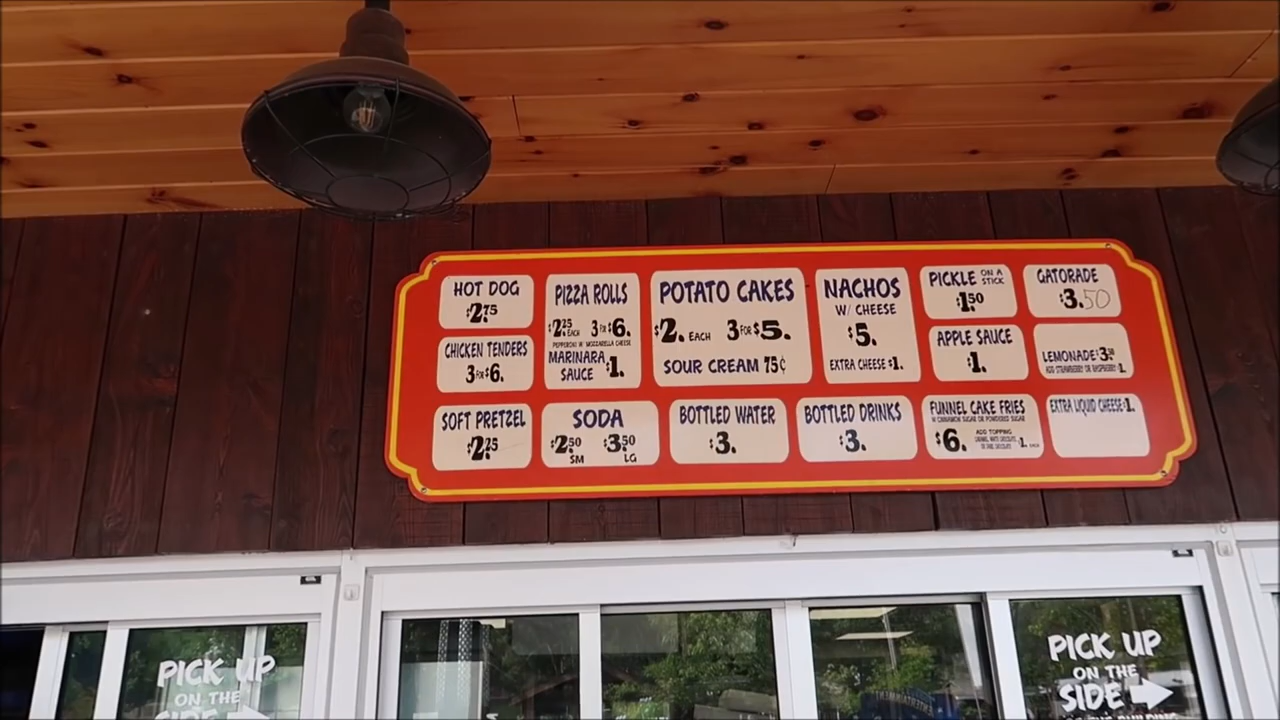 HOT DOG
$2.75
CHICKEN TENDERS
3 FOR $6.
PIZZA ROLLS
$2.25 EACH 3 FOR $6.
PEPPERONI W/ MOZZARELLA CHEESE
MARINARA SAUCE $1.
POTATO CAKES
$2. EACH 3 FOR $5.
SOUR CREAM 75¢
NACHOS
W/ CHEESE
$5.
EXTRA CHEESE $1.
PICKLE ON A STICK
$1.50
APPLE SAUCE
$1.
GATORADE
$3.50
LEMONADE $3.50
ADD STRAWBERRY OR RASPBERRY $1.
SOFT PRETZEL
$2.25
SODA
$2.50 $3.50
SM LG
BOTTLED WATER
$3.
BOTTLED DRINKS
$3.
FUNNEL CAKE FRIES
W/ CINNAMON SUGAR OR POWDERED SUGAR
$6.
ADD TOPPING
CARAMEL, WHITE CHOCOLATE,
OR DARK CHOCOLATE $1. EACH
EXTRA LIQUID CHEESE $1.
PICK UP
ON THE
SIDE
PICK UP
ON THE
SIDE